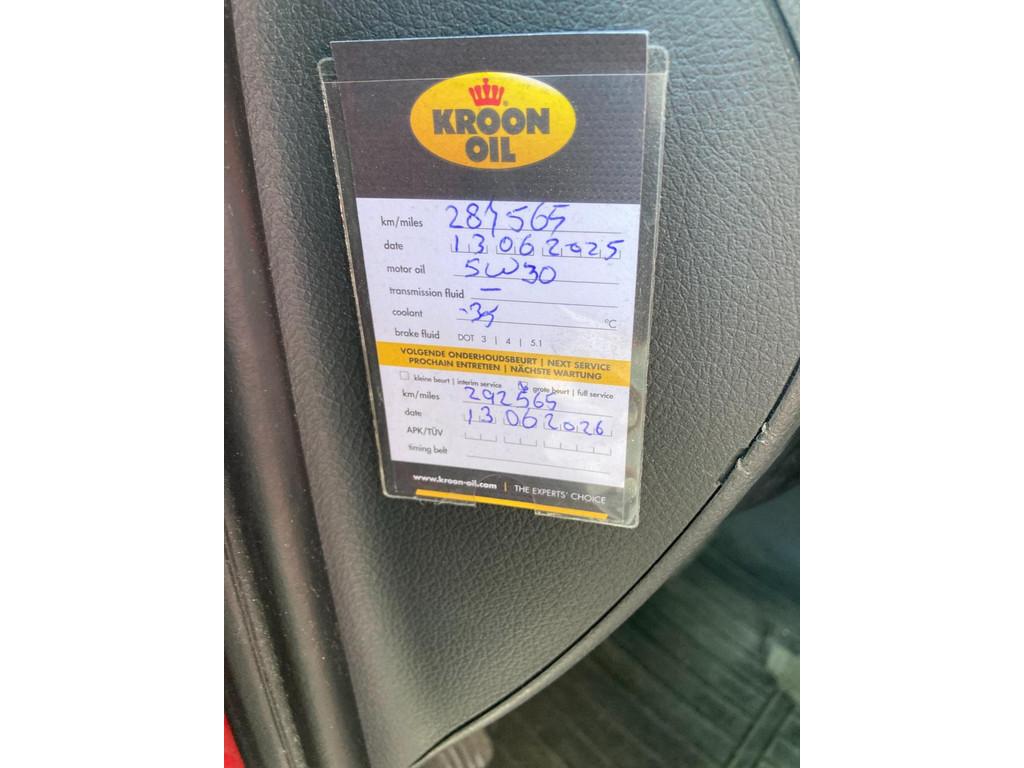 KROON
OIL
km/miles 287565
date 13 06 2025
motor oil 5W30
transmission fluid —
coolant -35 °C
brake fluid DOT 3 | 4 | 5.1
VOLGENDE ONDERHOUDSBEURT | NEXT SERVICE
PROCHAIN ENTRETIEN | NÄCHSTE WARTUNG
kleine beurt | interim service grote beurt | full service
km/miles 292565
date 13 06 2026
APK/TÜV
timing belt
www.kroon-oil.com | THE EXPERTS' CHOICE